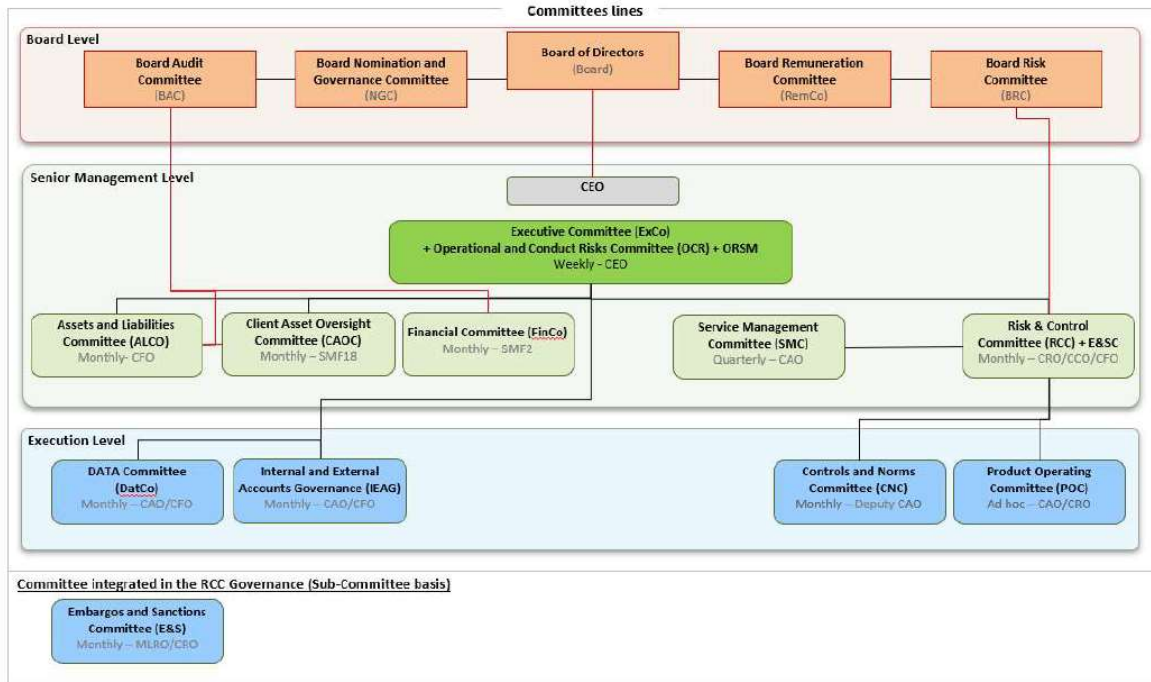 Committees lines
Board Level
Board Audit
Committee
(BAC)
Board Nomination and
Governance Committee
(NGC)
Board of Directors
(Board)
Board Remuneration
Committee
(RemCo)
Board Risk
Committee
(BRC)
Senior Management Level
CEO
Executive Committee (ExCo)
+ Operational and Conduct Risks Committee (OCR) + ORSM
Weekly - CEO
Assets and Liabilities
Committee (ALCO)
Monthly- CFO
Client Asset Oversight
Committee (CAOC)
Monthly – SMF18
Financial Committee (FinCo)
Monthly – SMF2
Service Management
Committee (SMC)
Quarterly – CAO
Risk & Control
Committee (RCC) + E&SC
Monthly – CRO/CCO/CFO
Execution Level
DATA Committee
(DatCo)
Monthly – CAO/CFO
Internal and External
Accounts Governance (IEAG)
Monthly – CAO/CFO
Controls and Norms
Committee (CNC)
Monthly – Deputy CAO
Product Operating
Committee (POC)
Ad hoc – CAO/CRO
Committee integrated in the RCC Governance (Sub-Committee basis)
Embargos and Sanctions
Committee (E&S)
Monthly – MLRO/CRO